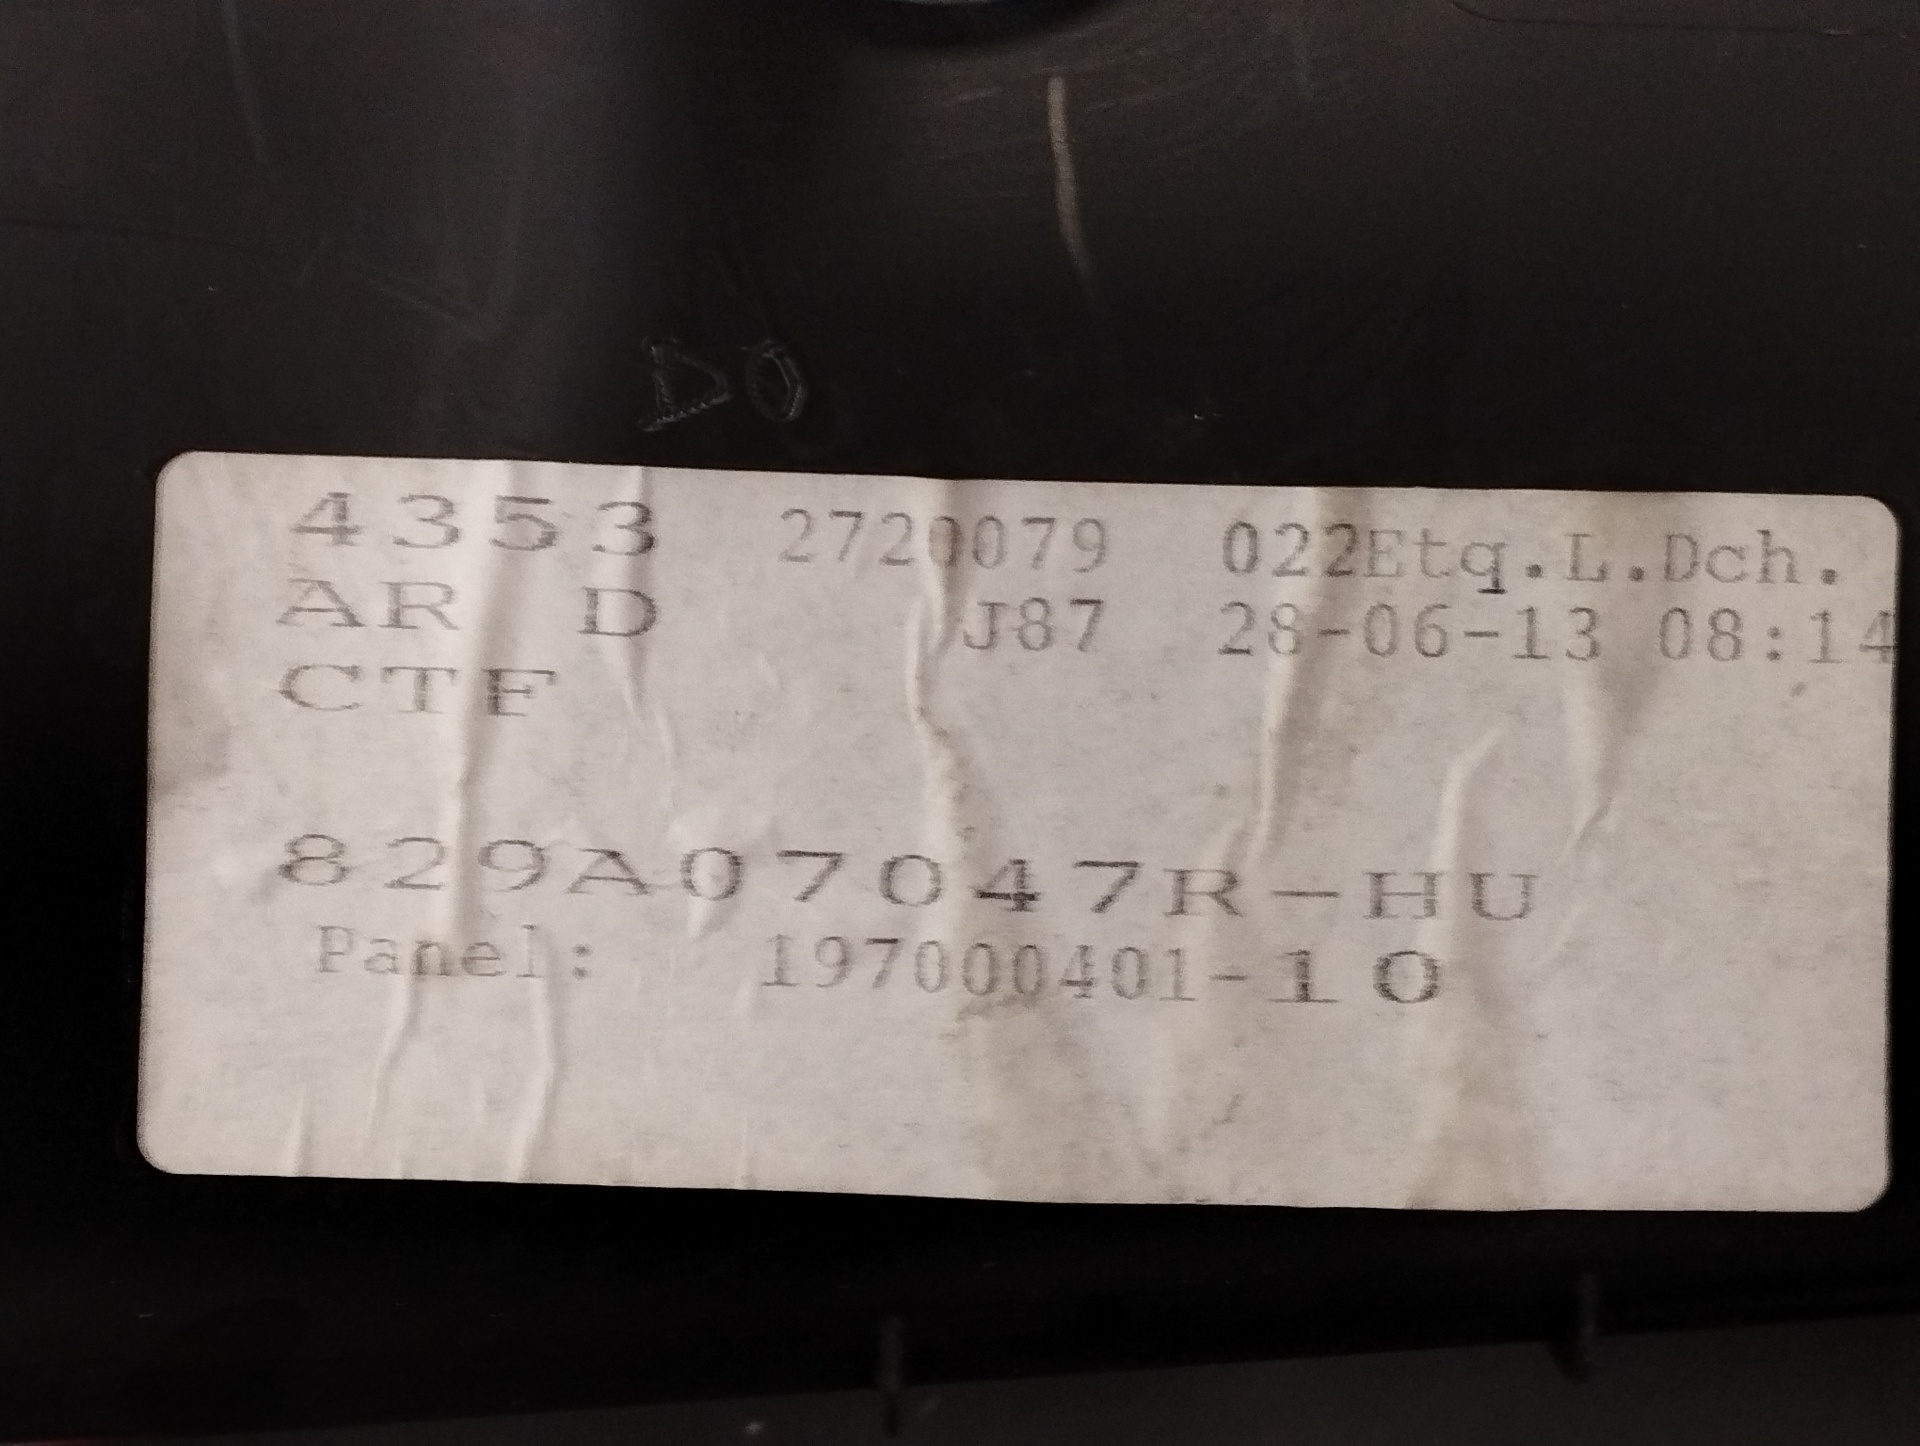 4353 2720079 022Etq.L.Dch.
AR D J87 28-06-13 08:14
CTF
829A07047R-HU
Panel: 197000401-10